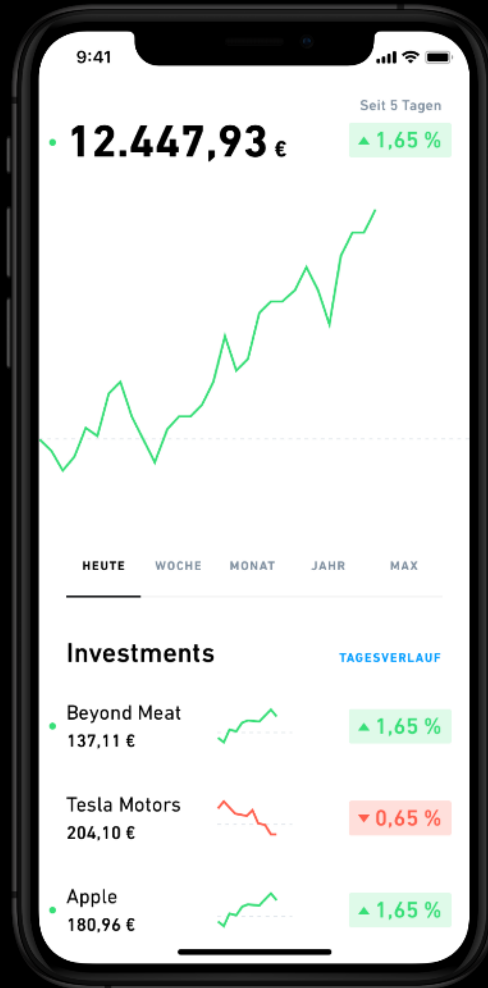 9:41
Seit 5 Tagen
12.447,93 €
▲ 1,65 %
HEUTE WOCHE MONAT JAHR MAX
Investments
TAGESVERLAUF
Beyond Meat
137,11 €
▲ 1,65 %
Tesla Motors
204,10 €
▼ 0,65 %
Apple
180,96 €
▲ 1,65 %